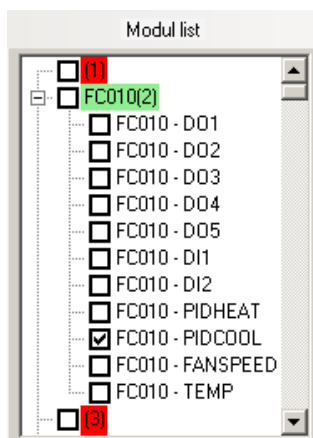 Modul list
(1)
FC010(2)
FC010 - DO1
FC010 - DO2
FC010 - DO3
FC010 - DO4
FC010 - DO5
FC010 - DI1
FC010 - DI2
FC010 - PIDHEAT
FC010 - PIDCOOL
FC010 - FANSPEED
FC010 - TEMP
(3)